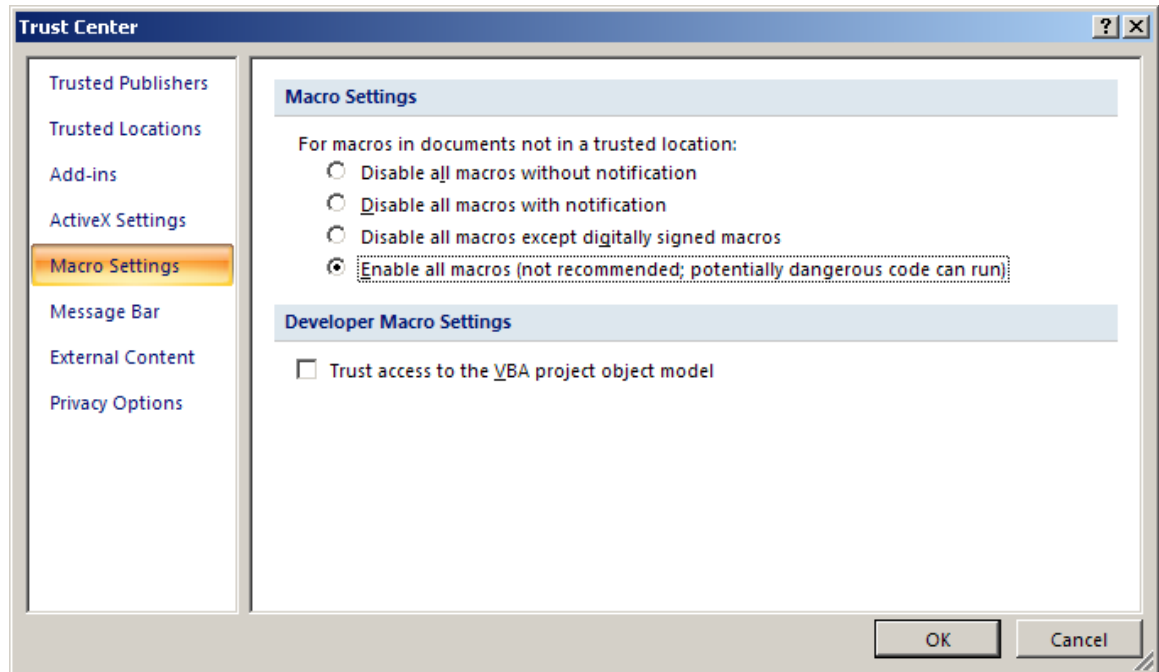 Trust Center
Trusted Publishers
Trusted Locations
Add-ins
ActiveX Settings
Macro Settings
Message Bar
External Content
Privacy Options
Macro Settings
For macros in documents not in a trusted location:
Disable all macros without notification
Disable all macros with notification
Disable all macros except digitally signed macros
Enable all macros (not recommended; potentially dangerous code can run)
Developer Macro Settings
Trust access to the VBA project object model
OK
Cancel